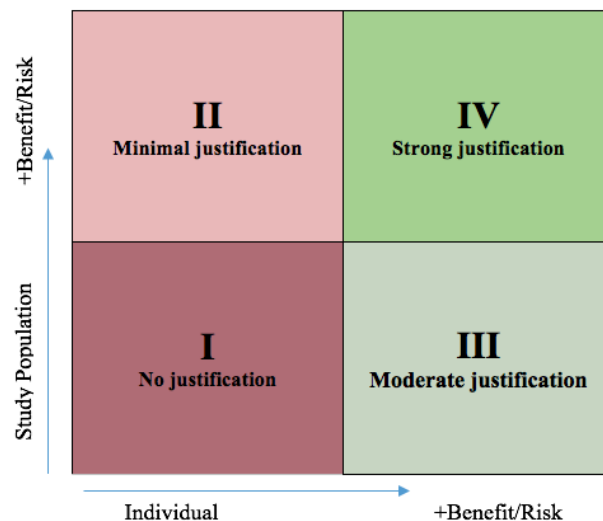 +Benefit/Risk
Study Population
II
Minimal justification
IV
Strong justification
I
No justification
III
Moderate justification
Individual
+Benefit/Risk